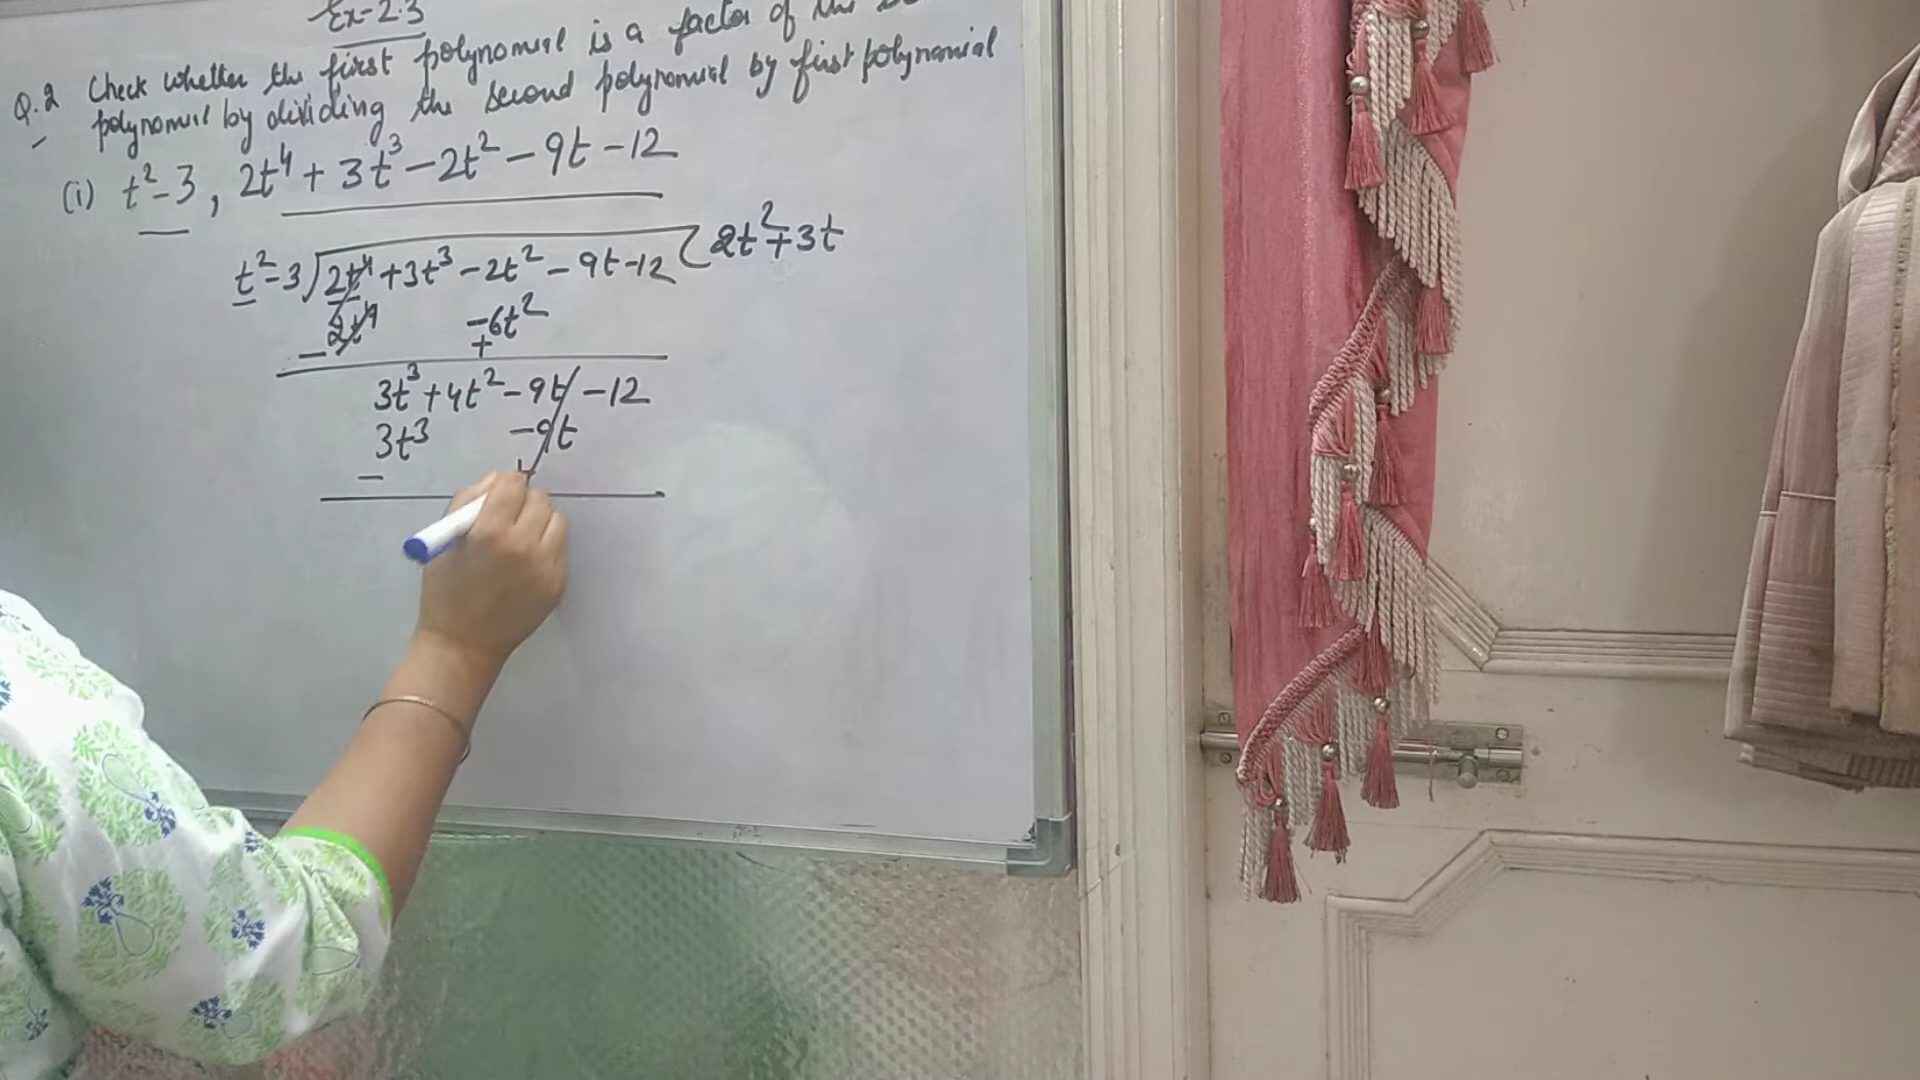 Ex-2.3
Q.2 Check whether the first polynomial is a factor of the
polynomial by dividing the second polynomial by first polynomial
(i) t²-3, 2t⁴+3t³-2t²-9t-12
t²-3)2t⁴+3t³-2t²-9t-12(2t²+3t
2t⁴ -6t²
- +
3t³+4t²-9t-12
3t³ -9t
- +